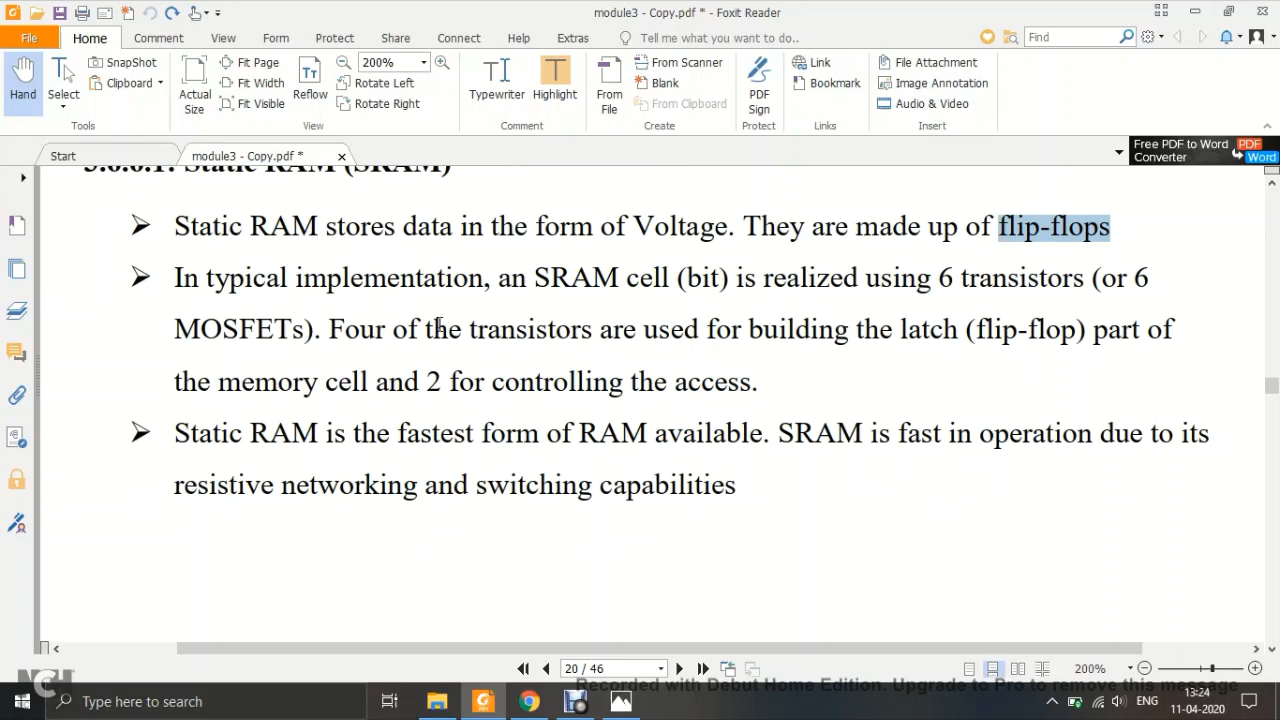 module3 - Copy.pdf * - Foxit Reader
File Home Comment View Form Protect Share Connect Help Extras Tell me what you want to do.. Find
Hand Select SnapShot Clipboard
Actual Size Fit Page Fit Width Fit Visible Reflow 200% Rotate Left Rotate Right
Typewriter Highlight
From File From Scanner Blank From Clipboard
PDF Sign
Link Bookmark
File Attachment Image Annotation Audio & Video
Tools View Comment Create Protect Links Insert
Start module3 - Copy.pdf *
Free PDF to Word Converter PDF Word
Static RAM (SRAM)
➢ Static RAM stores data in the form of Voltage. They are made up of flip-flops
➢ In typical implementation, an SRAM cell (bit) is realized using 6 transistors (or 6
MOSFETs). Four of the transistors are used for building the latch (flip-flop) part of
the memory cell and 2 for controlling the access.
➢ Static RAM is the fastest form of RAM available. SRAM is fast in operation due to its
resistive networking and switching capabilities
20 / 46 200%
NCH
Recorded with Debut Home Edition. Upgrade to Pro to remove this message
Type here to search
ENG 13:24
11-04-2020